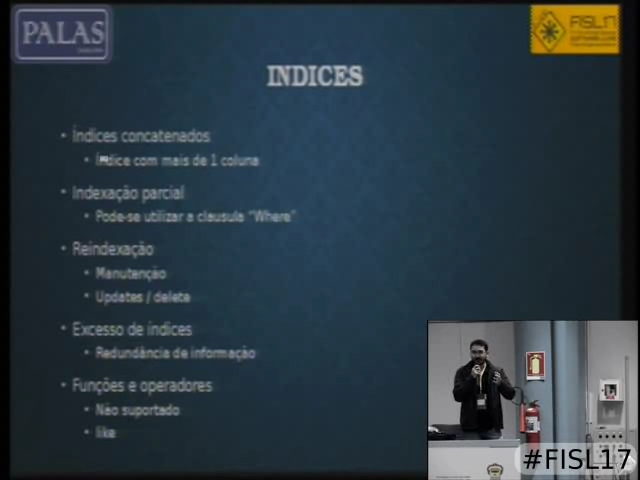 PALAS
FISL17
INDICES
• Índices concatenados
• Índice com mais de 1 coluna
• Indexação parcial
• Pode-se utilizar a clausula "Where"
• Reindexação
• Manutenção
• Updates / delete
• Excesso de índices
• Redundância de informação
• Funções e operadores
• Não suportado
• like
#FISL17